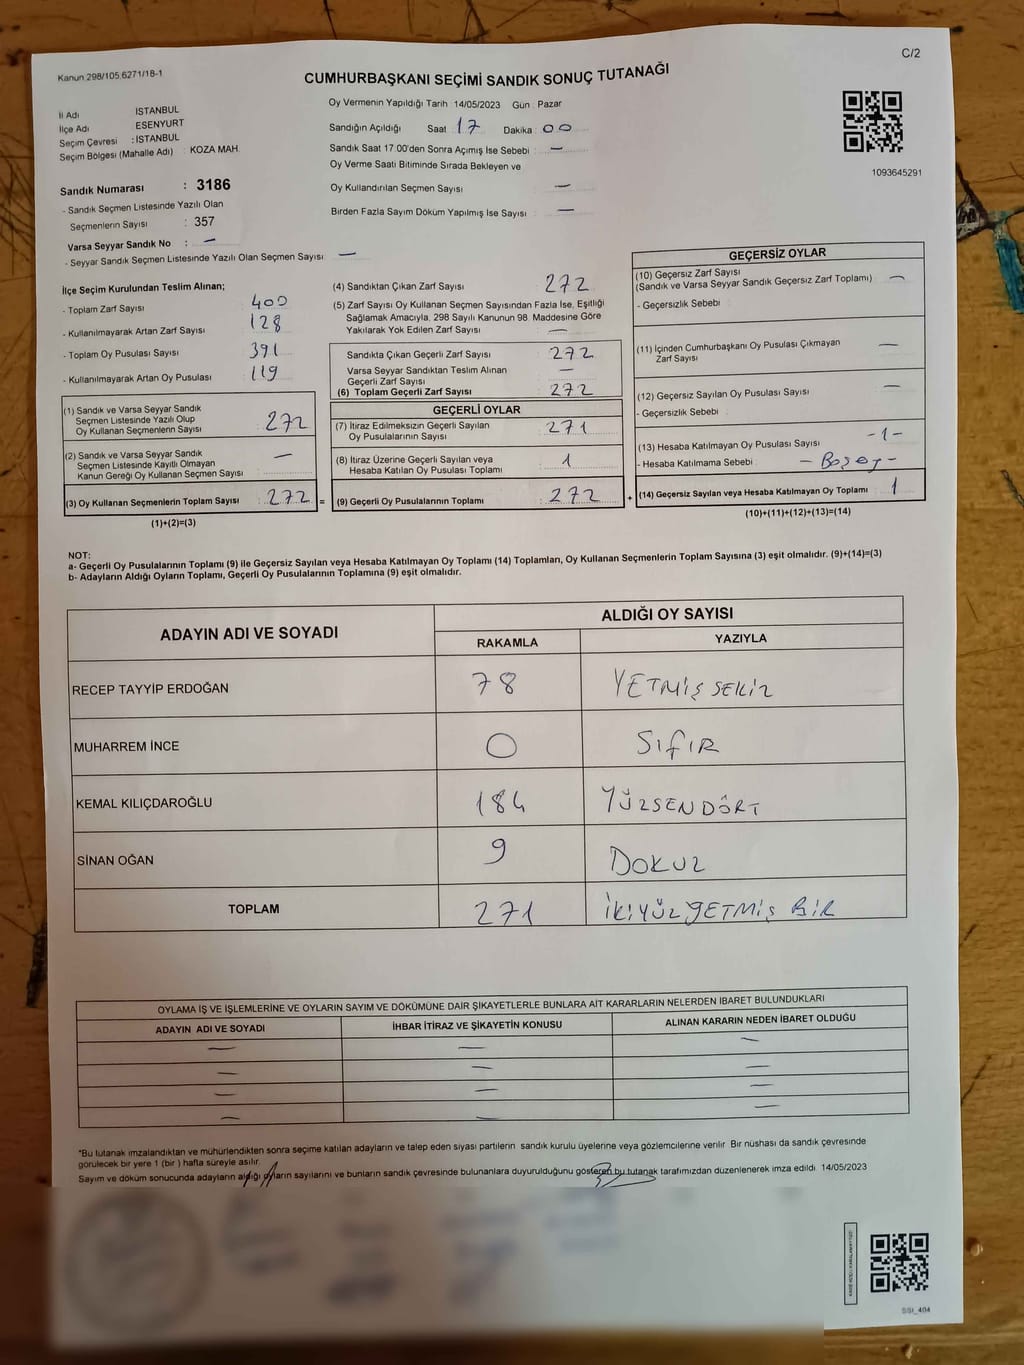 C/2
Kanun 298/105,6271/18-1
CUMHURBAŞKANI SEÇİMİ SANDIK SONUÇ TUTANAĞI
İl Adı İSTANBUL
İlçe Adı ESENYURT
Seçim Çevresi : İSTANBUL
Seçim Bölgesi (Mahalle Adı) : KOZA MAH.
Sandık Numarası : 3186
- Sandık Seçmen Listesinde Yazılı Olan
Seçmenlerin Sayısı : 357
Varsa Seyyar Sandık No : —
- Seyyar Sandık Seçmen Listesinde Yazılı Olan Seçmen Sayısı —
Oy Vermenin Yapıldığı Tarih 14/05/2023 Gün : Pazar
Sandığın Açıldığı Saat 17 Dakika : 00
Sandık Saat 17:00'den Sonra Açımış İse Sebebi : —
Oy Verme Saati Bitiminde Sırada Bekleyen ve
Oy Kullandırılan Seçmen Sayısı —
Birden Fazla Sayım Döküm Yapılmış İse Sayısı —
1093645291
İlçe Seçim Kurulundan Teslim Alınan;
- Toplam Zarf Sayısı 400
- Kullanılmayarak Artan Zarf Sayısı 128
- Toplam Oy Pusulası Sayısı 391
- Kullanılmayarak Artan Oy Pusulası 119
(1) Sandık ve Varsa Seyyar Sandık
Seçmen Listesinde Yazılı Olup
Oy Kullanan Seçmenlerin Sayısı : 272
(2) Sandık ve Varsa Seyyar Sandık
Seçmen Listesinde Kayıtlı Olmayan
Kanun Gereği Oy Kullanan Seçmen Sayısı —
(3) Oy Kullanan Seçmenlerin Toplam Sayısı : 272 =
(1)+(2)=(3)
(4) Sandıktan Çıkan Zarf Sayısı : 272
(5) Zarf Sayısı Oy Kullanan Seçmen Sayısından Fazla İse, Eşitliği
Sağlamak Amacıyla, 298 Sayılı Kanunun 98. Maddesine Göre
Yakılarak Yok Edilen Zarf Sayısı : —
Sandıkta Çıkan Geçerli Zarf Sayısı : 272
Varsa Seyyar Sandıktan Teslim Alınan
Geçerli Zarf Sayısı —
(6) Toplam Geçerli Zarf Sayısı : 272
GEÇERLİ OYLAR
(7) İtiraz Edilmeksizin Geçerli Sayılan
Oy Pusulalarının Sayısı : 271
(8) İtiraz Üzerine Geçerli Sayılan veya
Hesaba Katılan Oy Pusulası Toplamı 1
(9) Geçerli Oy Pusulalarının Toplamı : 272 +
GEÇERSİZ OYLAR
(10) Geçersiz Zarf Sayısı
(Sandık ve Varsa Seyyar Sandık Geçersiz Zarf Toplamı) —
- Geçersizlik Sebebi :
(11) İçinden Cumhurbaşkanı Oy Pusulası Çıkmayan
Zarf Sayısı —
(12) Geçersiz Sayılan Oy Pusulası Sayısı : —
- Geçersizlik Sebebi :
(13) Hesaba Katılmayan Oy Pusulası Sayısı : -1-
- Hesaba Katılmama Sebebi :
(14) Geçersiz Sayılan veya Hesaba Katılmayan Oy Toplamı : 1
(10)+(11)+(12)+(13)=(14)
NOT:
a- Geçerli Oy Pusulalarının Toplamı (9) ile Geçersiz Sayılan veya Hesaba Katılmayan Oy Toplamı (14) Toplamları, Oy Kullanan Seçmenlerin Toplam Sayısına (3) eşit olmalıdır. (9)+(14)=(3)
b- Adayların Aldığı Oyların Toplamı, Geçerli Oy Pusulalarının Toplamına (9) eşit olmalıdır.
ADAYIN ADI VE SOYADI ALDIĞI OY SAYISI
RAKAMLA YAZIYLA
RECEP TAYYİP ERDOĞAN 78 YETMİŞ SEKİZ
MUHARREM İNCE 0 SIFIR
KEMAL KILIÇDAROĞLU 184 YÜZSENDÖRT
SİNAN OĞAN 9 DOKUZ
TOPLAM 271 İKİYÜZYETMİŞ BİR
OYLAMA İŞ VE İŞLEMLERİNE VE OYLARIN SAYIM VE DÖKÜMÜNE DAİR ŞİKAYETLERLE BUNLARA AİT KARARLARIN NELERDEN İBARET BULUNDUKLARI
ADAYIN ADI VE SOYADI İHBAR İTİRAZ VE ŞİKAYETİN KONUSU ALINAN KARARIN NEDEN İBARET OLDUĞU
— — —
— — —
— — —
— — —
*Bu tutanak imzalandıktan ve mühürlendikten sonra seçime katılan adayların ve talep eden siyasi partilerin sandık kurulu üyelerine veya gözlemcilerine verilir. Bir nüshası da sandık çevresinde
görülecek bir yere 1 (bir) hafta süreyle asılır.
Sayım ve döküm sonucunda adayların aldığı oyların sayılarını ve bunların sandık çevresinde bulunanlara duyurulduğunu gösteren bu tutanak tarafımızdan düzenlenerek imza edildi. 14/05/2023
SSI_404